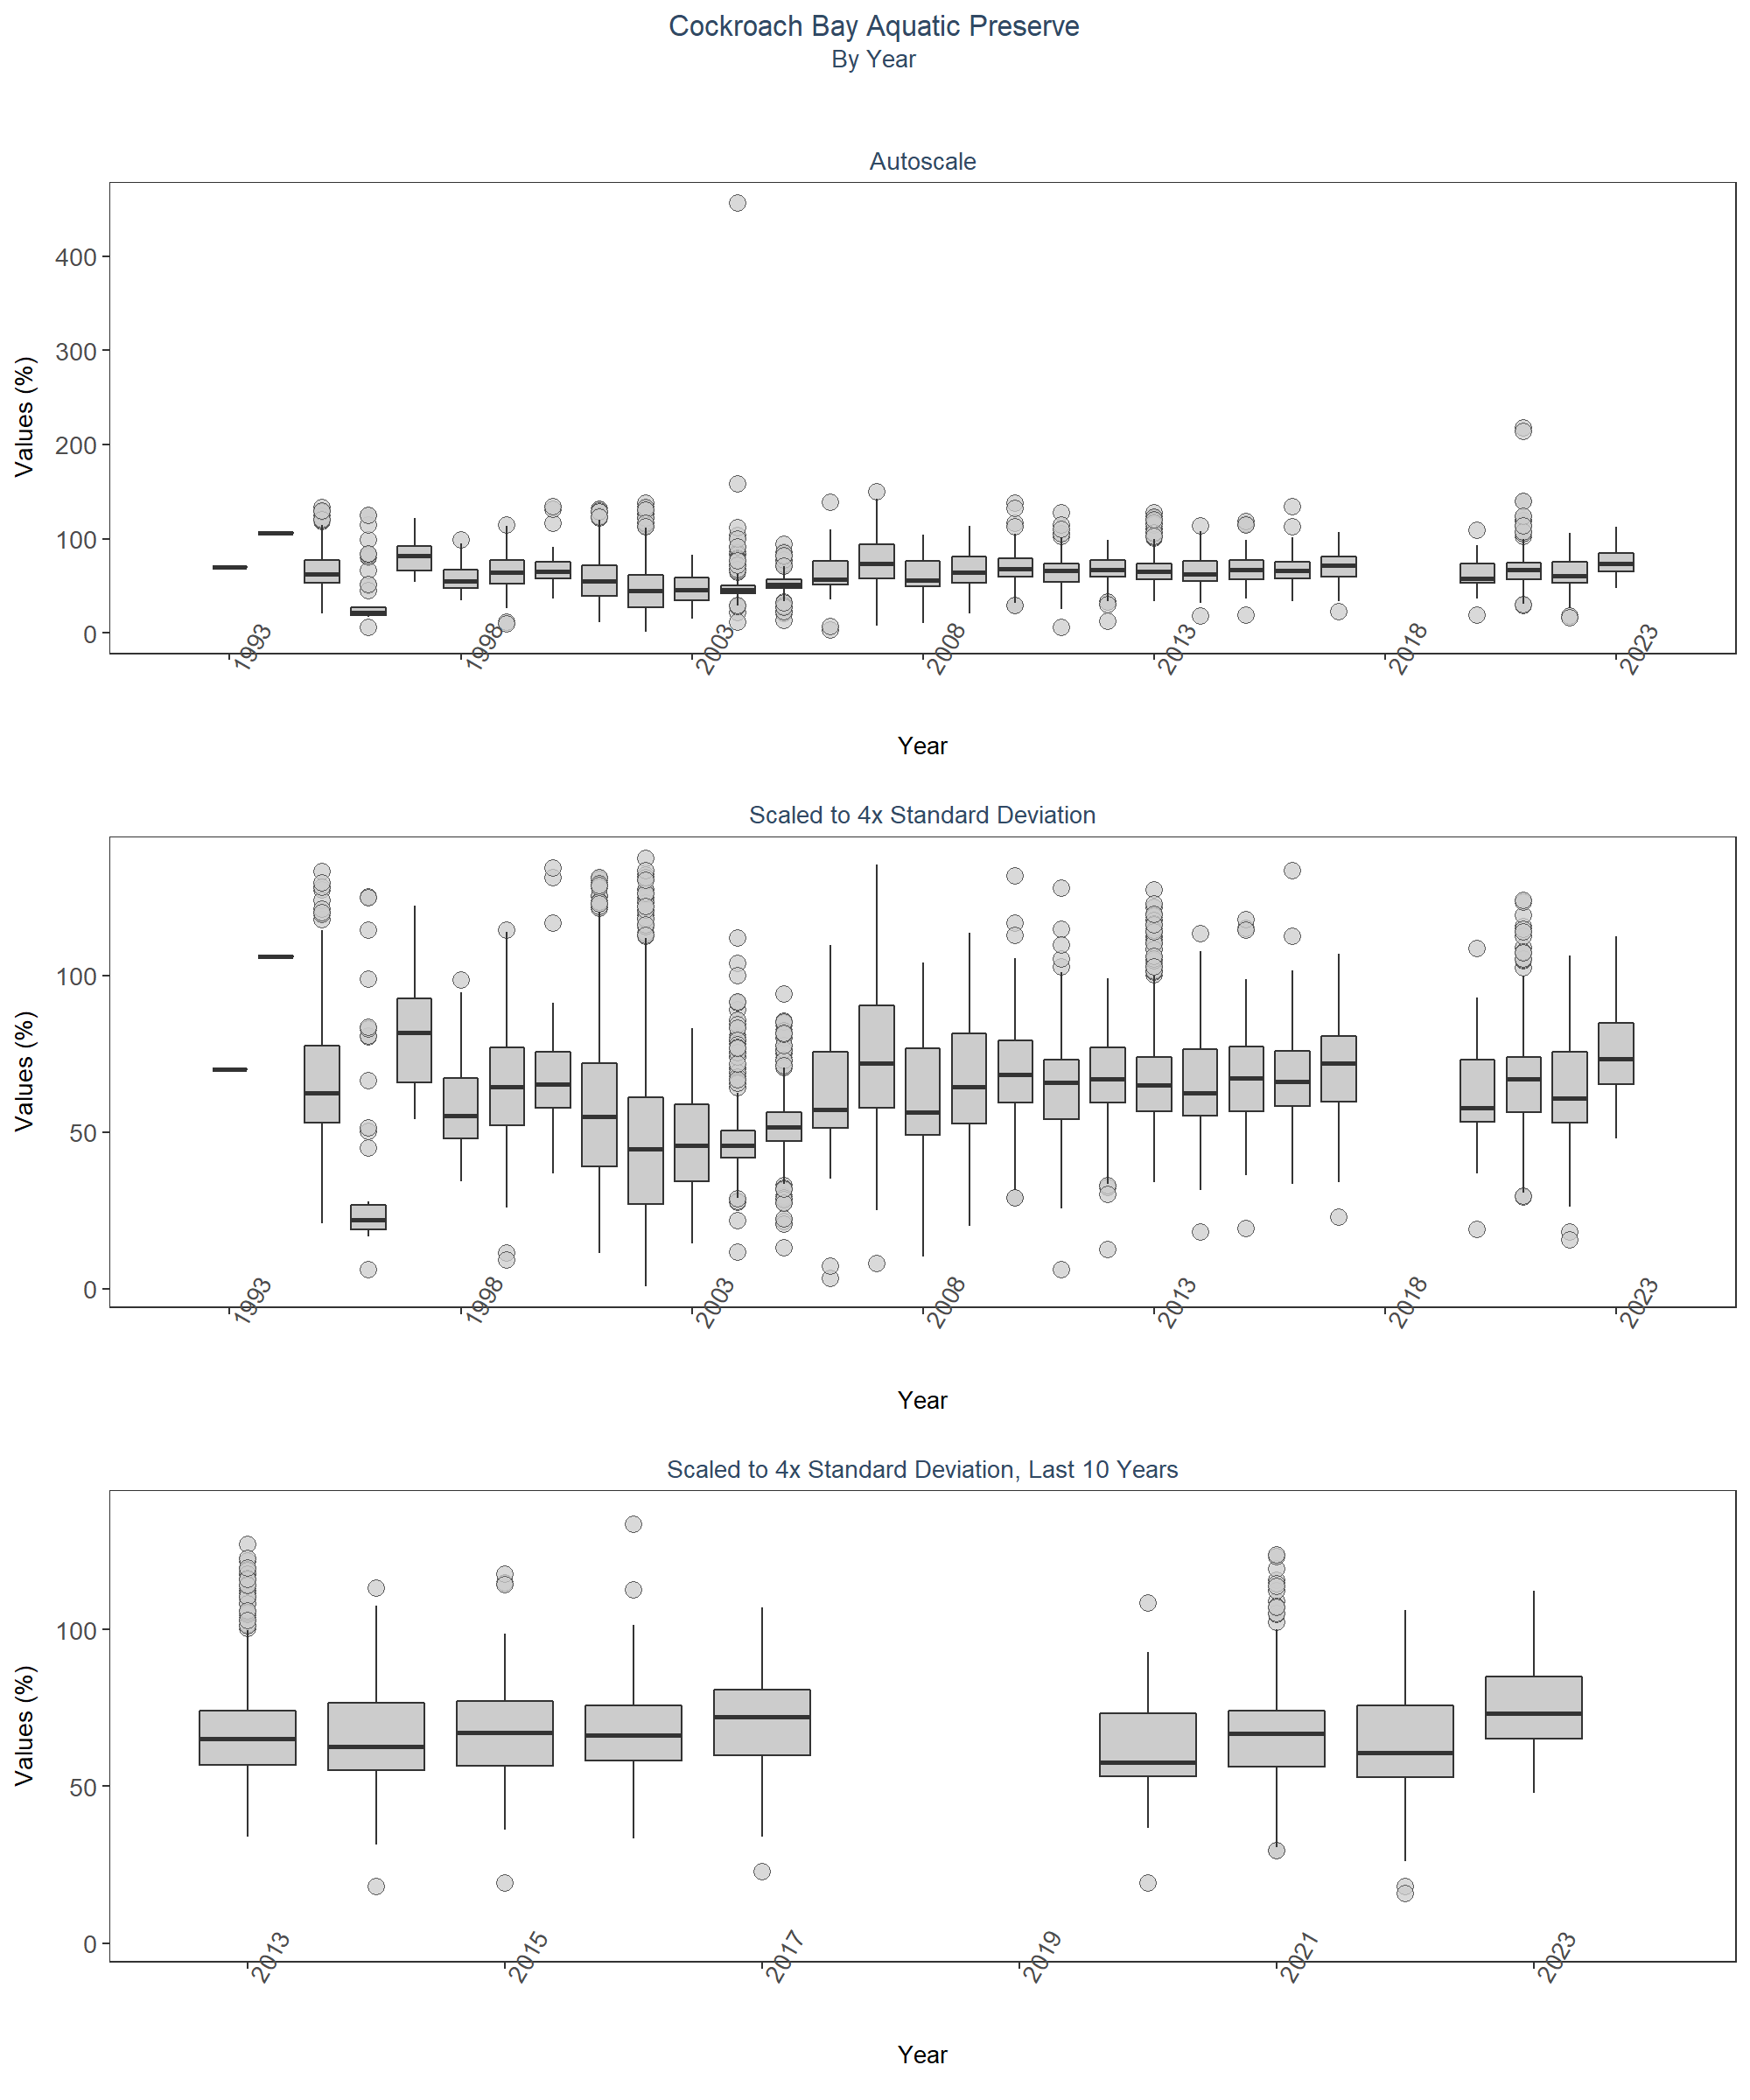 Cockroach Bay Aquatic Preserve
By Year
Autoscale
Values (%)
400
300
200
100
0
1993 1998 2003 2008 2013 2018 2023
Year
Scaled to 4x Standard Deviation
Values (%)
100
50
0
1993 1998 2003 2008 2013 2018 2023
Year
Scaled to 4x Standard Deviation, Last 10 Years
Values (%)
100
50
0
2013 2015 2017 2019 2021 2023
Year